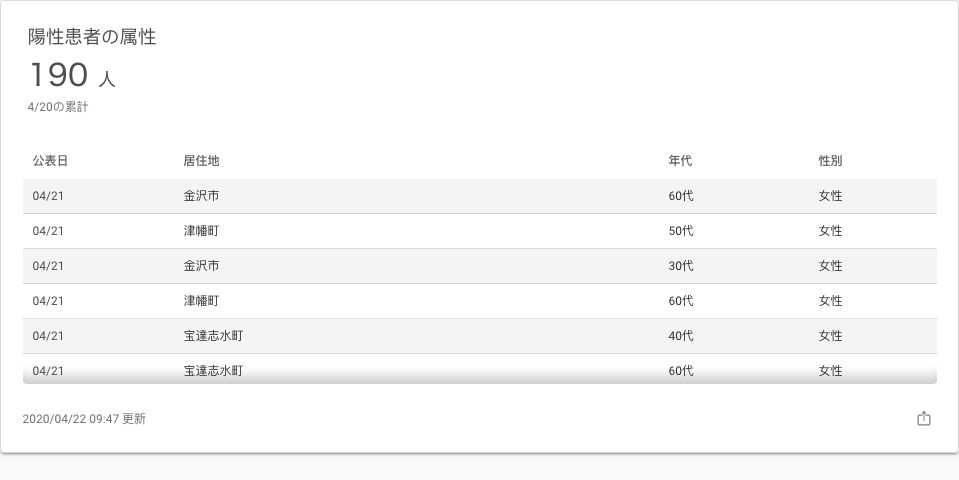 陽性患者の属性
190 人
4/20の累計
公表日 居住地 年代 性別
04/21 金沢市 60代 女性
04/21 津幡町 50代 女性
04/21 金沢市 30代 女性
04/21 津幡町 60代 女性
04/21 宝達志水町 40代 女性
04/21 宝達志水町 60代 女性
2020/04/22 09:47 更新